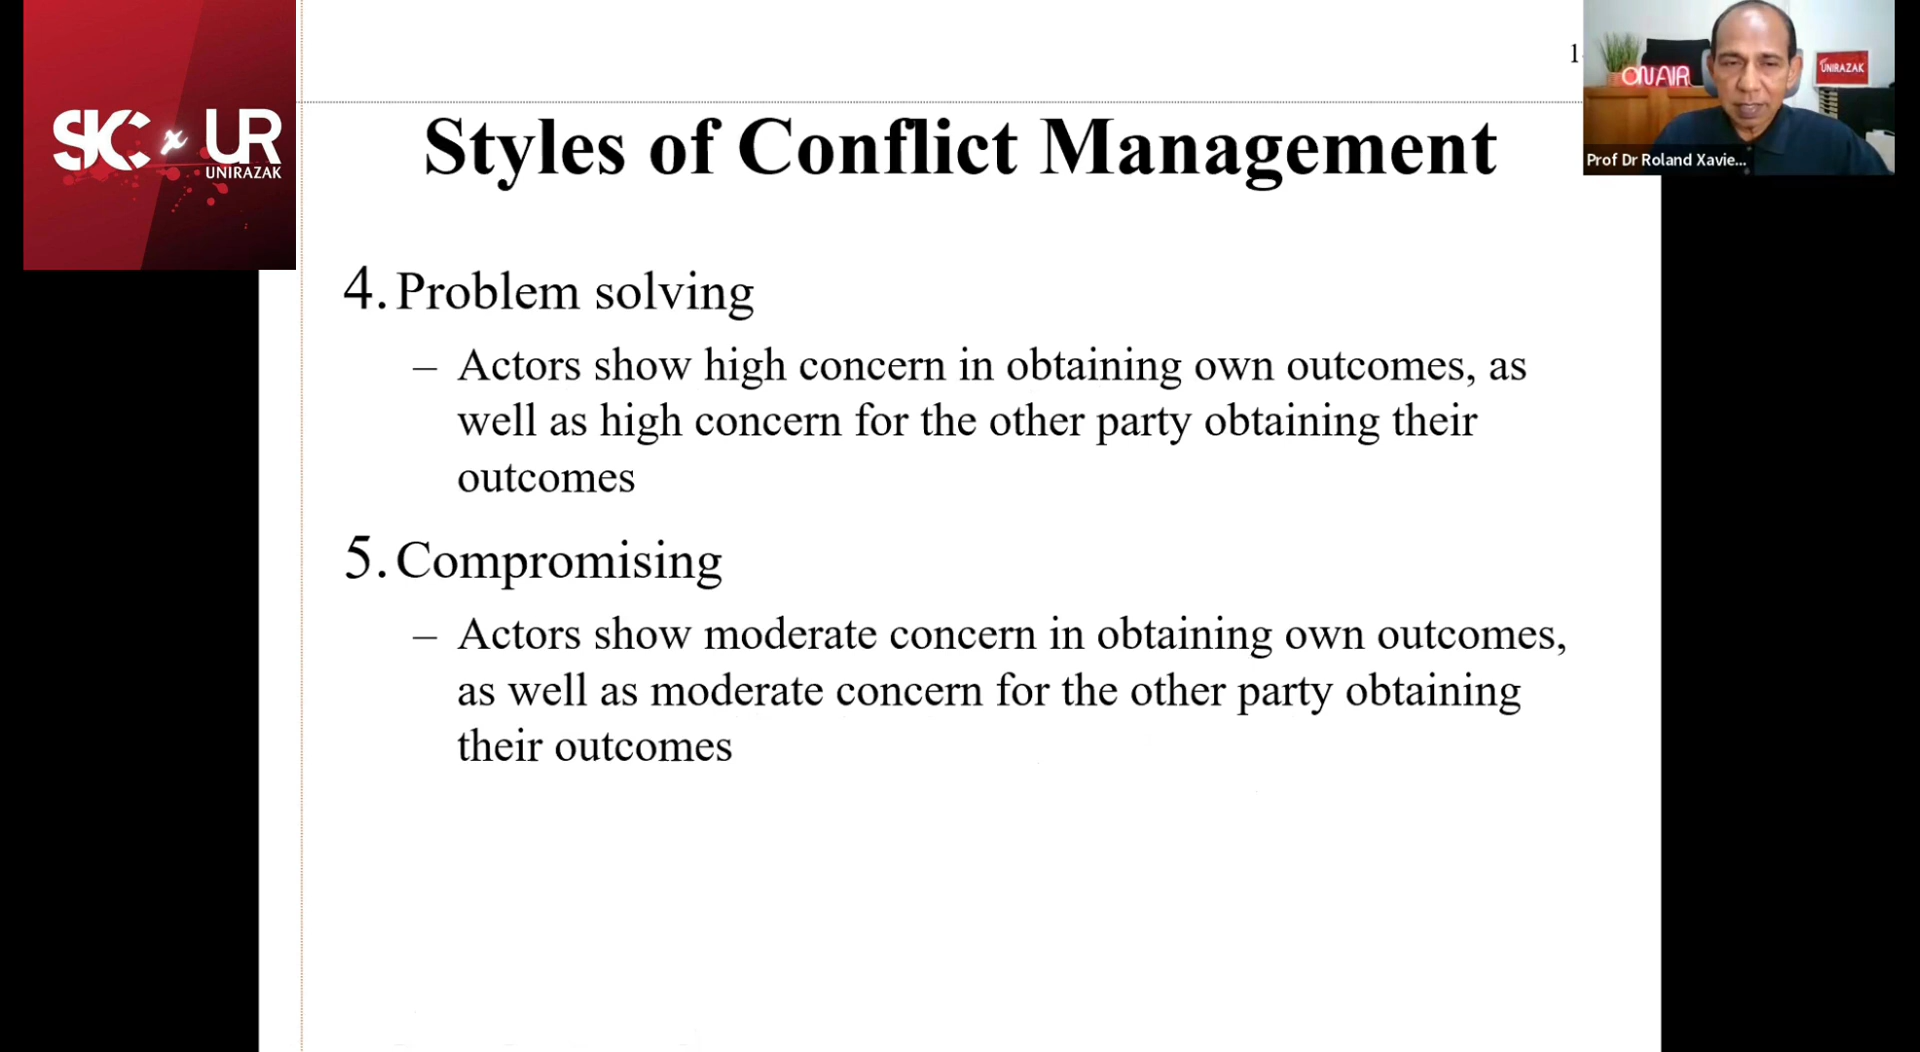 SIC x UR
UNIRAZAK
Styles of Conflict Management
4. Problem solving
– Actors show high concern in obtaining own outcomes, as
well as high concern for the other party obtaining their
outcomes
5. Compromising
– Actors show moderate concern in obtaining own outcomes,
as well as moderate concern for the other party obtaining
their outcomes
ON AIR
UNIRAZAK
Prof Dr Roland Xavie...